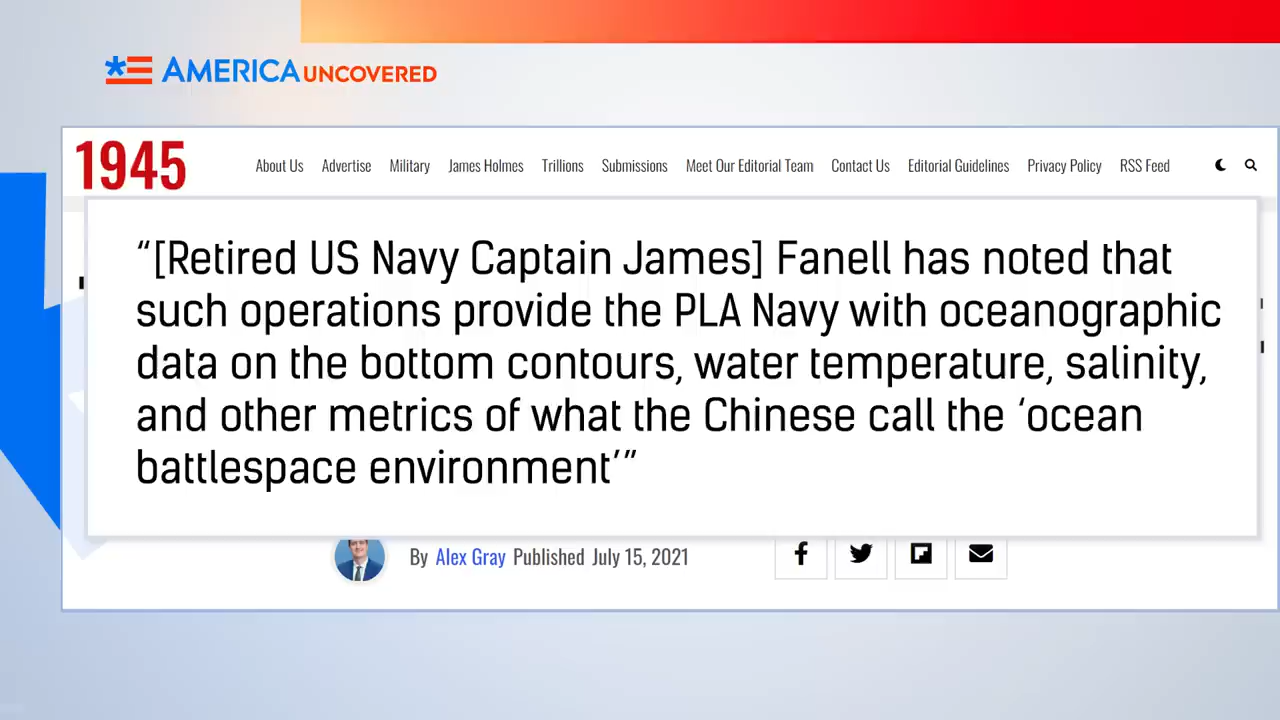 AMERICA UNCOVERED
1945
About Us Advertise Military James Holmes Trillions Submissions Meet Our Editorial Team Contact Us Editorial Guidelines Privacy Policy RSS Feed
“[Retired US Navy Captain James] Fanell has noted that
such operations provide the PLA Navy with oceanographic
data on the bottom contours, water temperature, salinity,
and other metrics of what the Chinese call the ‘ocean
battlespace environment’”
By Alex Gray Published July 15, 2021